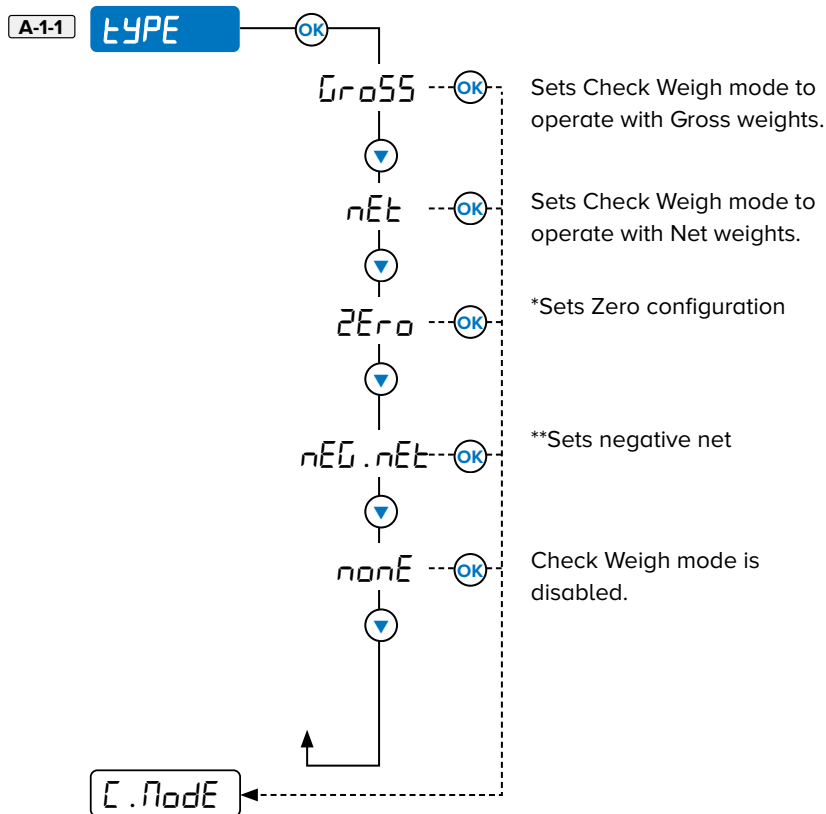 A-1-1 tYPE OK
GroSS OK Sets Check Weigh mode to
operate with Gross weights.
nEt OK Sets Check Weigh mode to
operate with Net weights.
ZEro OK *Sets Zero configuration
nEG.nEt OK **Sets negative net
nonE OK Check Weigh mode is
disabled.
C.ModE